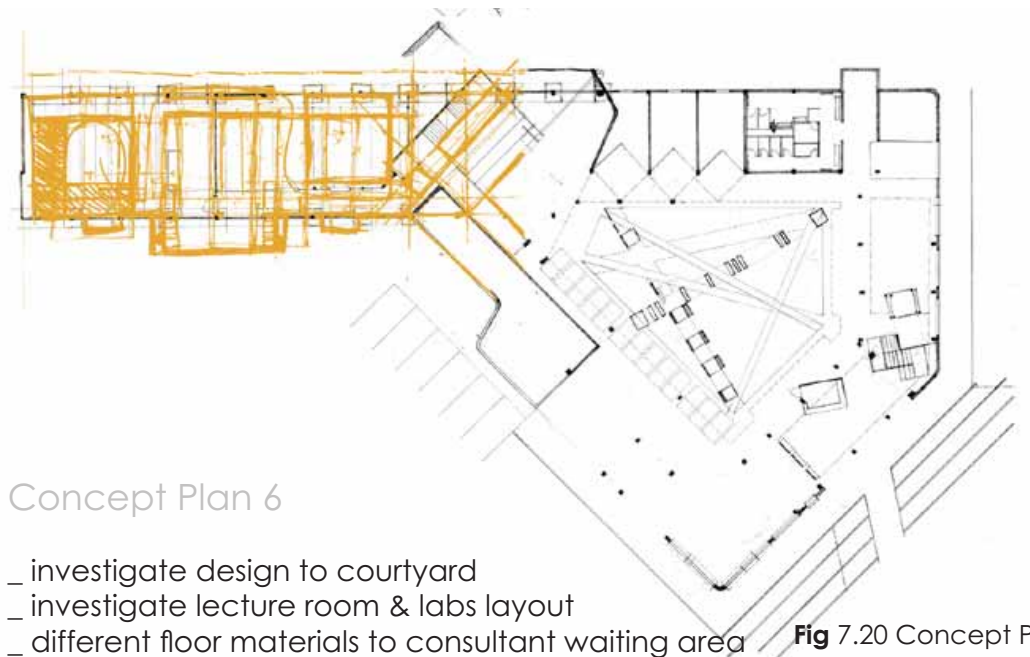 Concept Plan 6
_ investigate design to courtyard
_ investigate lecture room & labs layout
_ different floor materials to consultant waiting area
Fig 7.20 Concept P